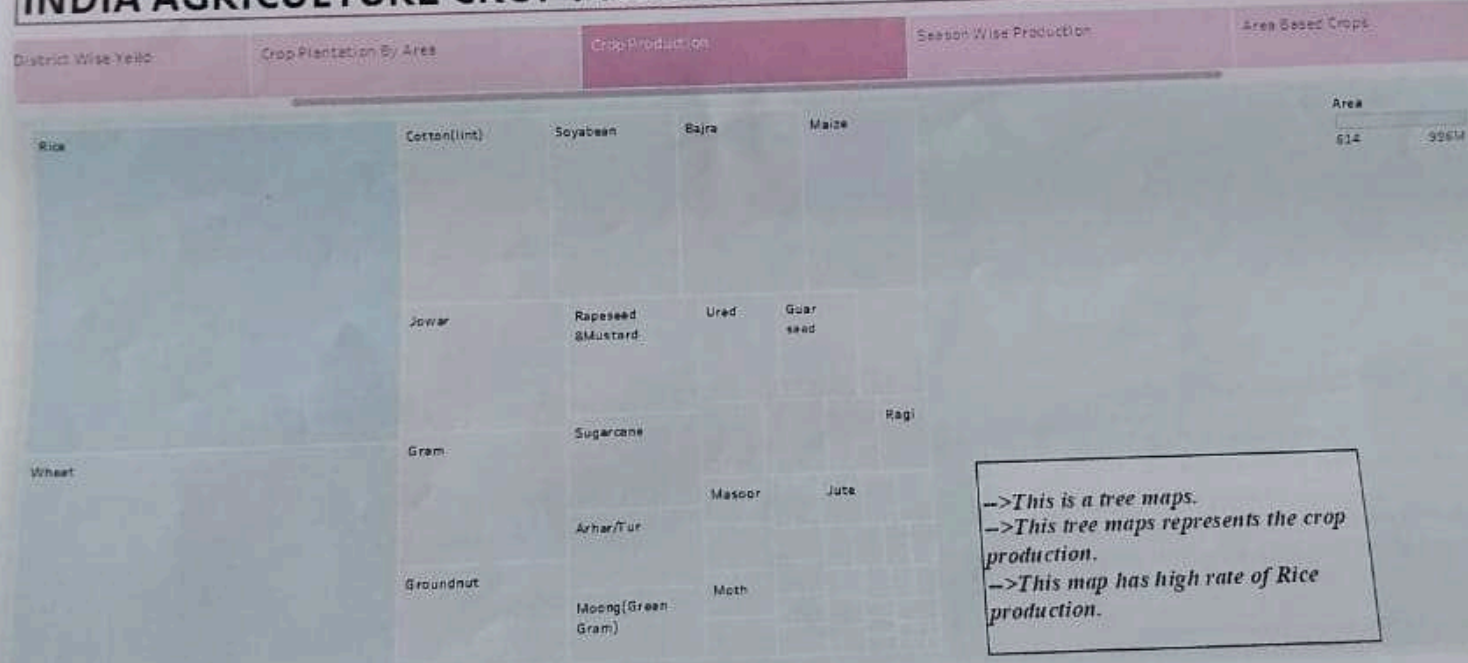 INDIA AGRICULTURE CROP
District Wise Yeild
Crop Plantation By Area
Crop Production
Season Wise Production
Area Based Crops
Area
614
996M
Rice
Cotton(lint)
Soyabean
Bajra
Maize
Jowar
Rapeseed
&Mustard
Urad
Guar
seed
Gram
Sugarcane
Ragi
Wheat
Masoor
Jute
Arhar/Tur
Groundnut
Moth
Moong(Green
Gram)
-->This is a tree maps.
-->This tree maps represents the crop
production.
-->This map has high rate of Rice
production.